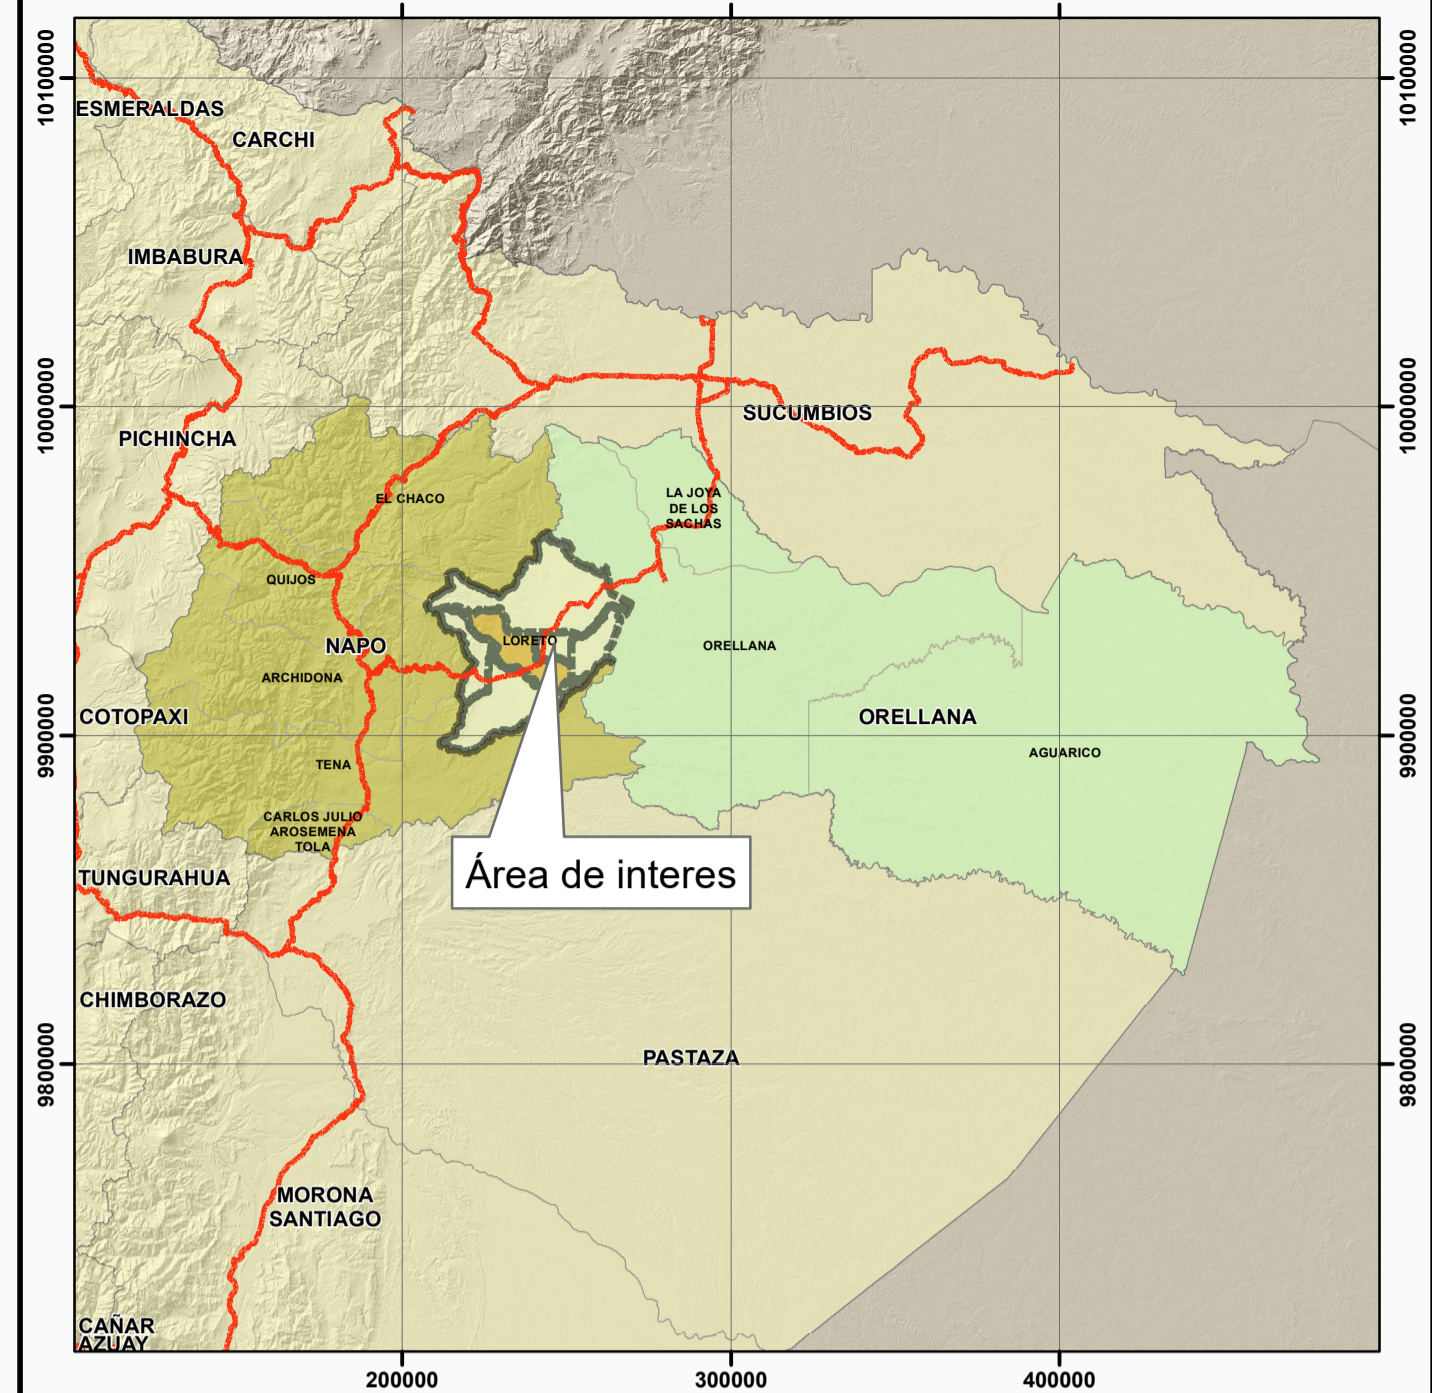 10100000
10100000
ESMERALDAS
CARCHI
IMBABURA
10000000
10000000
SUCUMBIOS
PICHINCHA
EL CHACO
LA JOYA
DE LOS
SACHAS
QUIJOS
LORETO
NAPO
ORELLANA
ARCHIDONA
COTOPAXI
ORELLANA
9900000
9900000
AGUARICO
TENA
CARLOS JULIO
AROSEMENA
TOLA
TUNGURAHUA
Área de interes
CHIMBORAZO
PASTAZA
9800000
9800000
MORONA
SANTIAGO
CAÑAR
AZUAY
200000
300000
400000